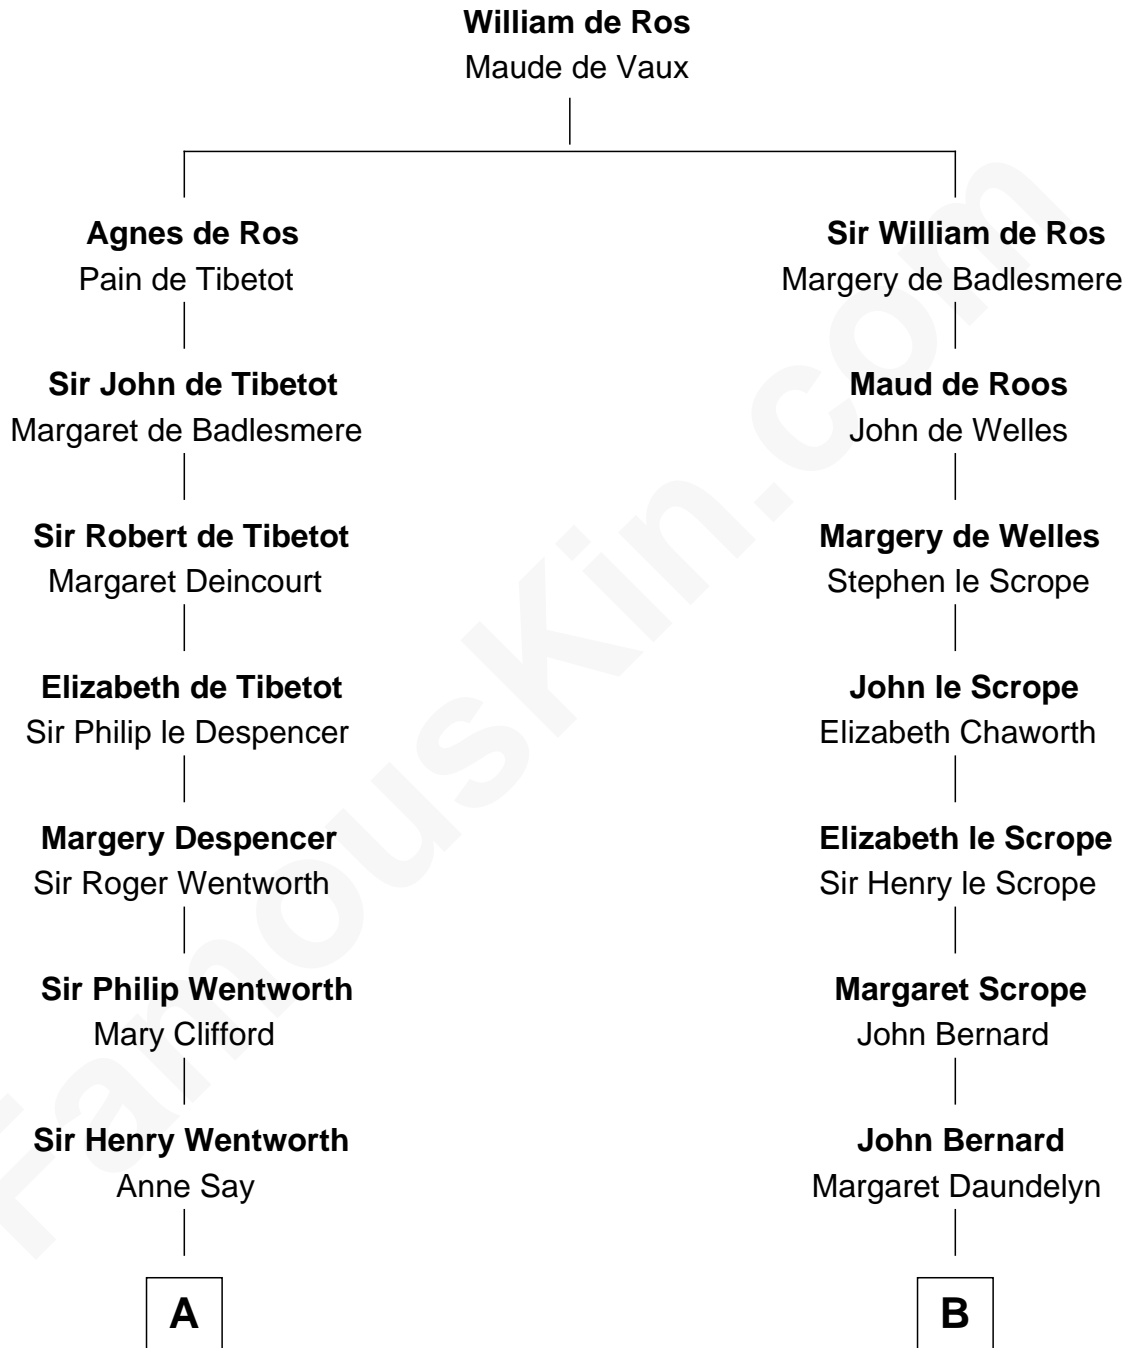 William de Ros
Maude de Vaux
Agnes de Ros
Pain de Tibetot
Sir William de Ros
Margery de Badlesmere
Sir John de Tibetot
Margaret de Badlesmere
Maud de Roos
John de Welles
Sir Robert de Tibetot
Margaret Deincourt
Margery de Welles
Stephen le Scrope
Elizabeth de Tibetot
Sir Philip le Despencer
John le Scrope
Elizabeth Chaworth
Margery Despencer
Sir Roger Wentworth
Elizabeth le Scrope
Sir Henry le Scrope
Sir Philip Wentworth
Mary Clifford
Margaret Scrope
John Bernard
Sir Henry Wentworth
Anne Say
John Bernard
Margaret Daundelyn
A
B
FamousKin.com